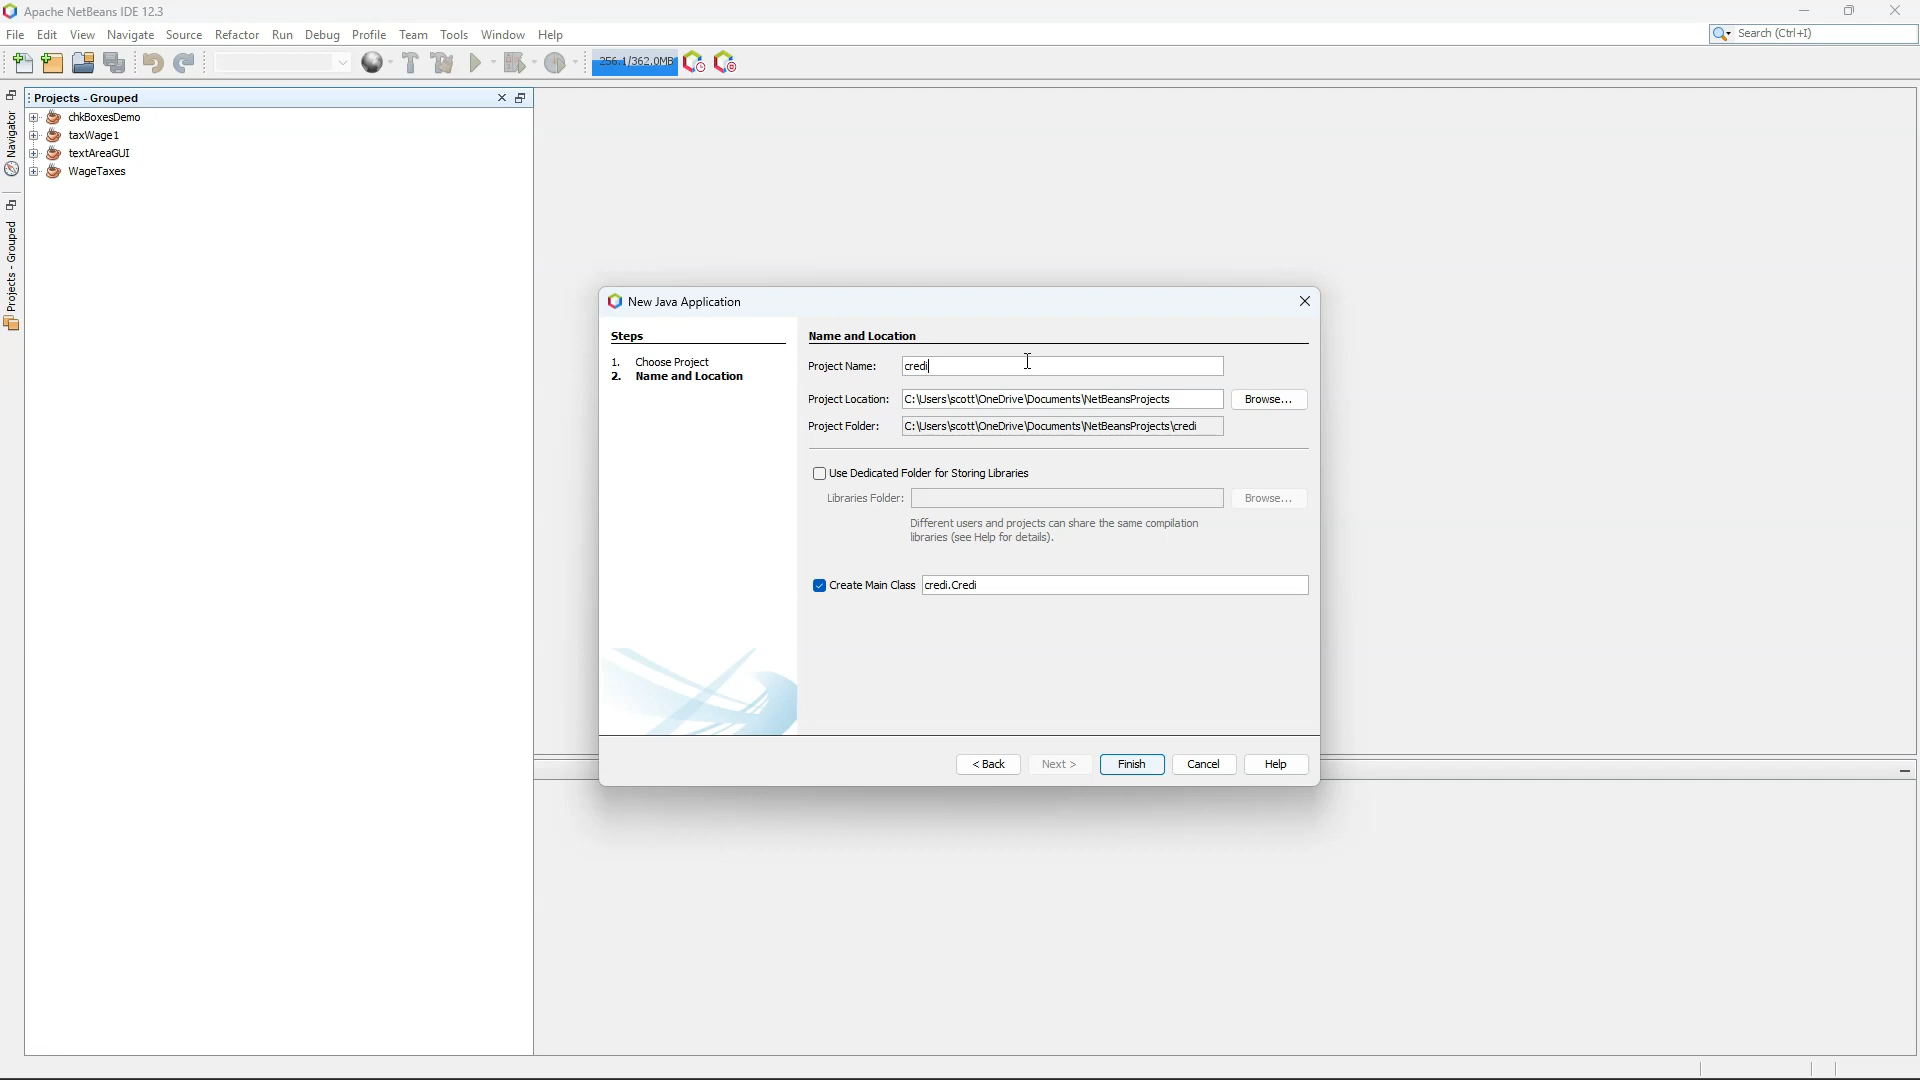 Apache NetBeans IDE 12.3
File Edit View Navigate Source Refactor Run Debug Profile Team Tools Window Help
Search (Ctrl+I)
256.1/362.0MB
Navigator
Projects - Grouped
Projects - Grouped
chkBoxesDemo
taxWage1
textAreaGUI
WageTaxes
New Java Application
Steps
1. Choose Project
2. Name and Location
Name and Location
Project Name: credi
Project Location: C:\Users\scott\OneDrive\Documents\NetBeansProjects Browse...
Project Folder: C:\Users\scott\OneDrive\Documents\NetBeansProjects\credi
Use Dedicated Folder for Storing Libraries
Libraries Folder: Browse...
Different users and projects can share the same compilation
libraries (see Help for details).
Create Main Class credi.Credi
< Back Next > Finish Cancel Help